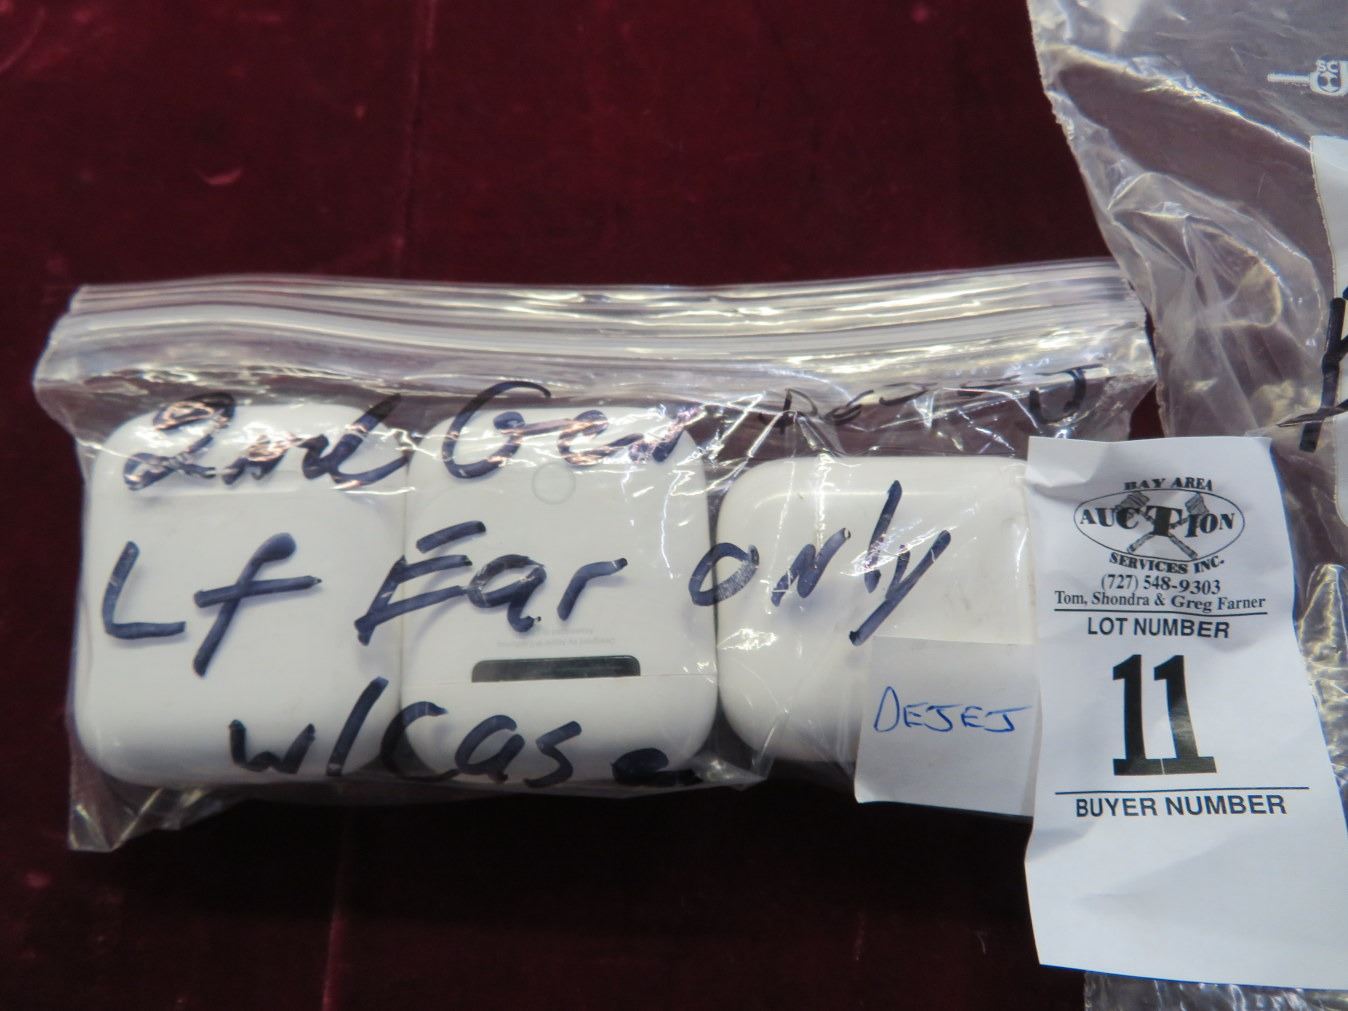 2nd Gen
Lf Ear only
w/case
DEJEJ
BAY AREA
AUCTION
SERVICES INC.
(727) 548-9303
Tom, Shondra & Greg Farner
LOT NUMBER
11
BUYER NUMBER
SC